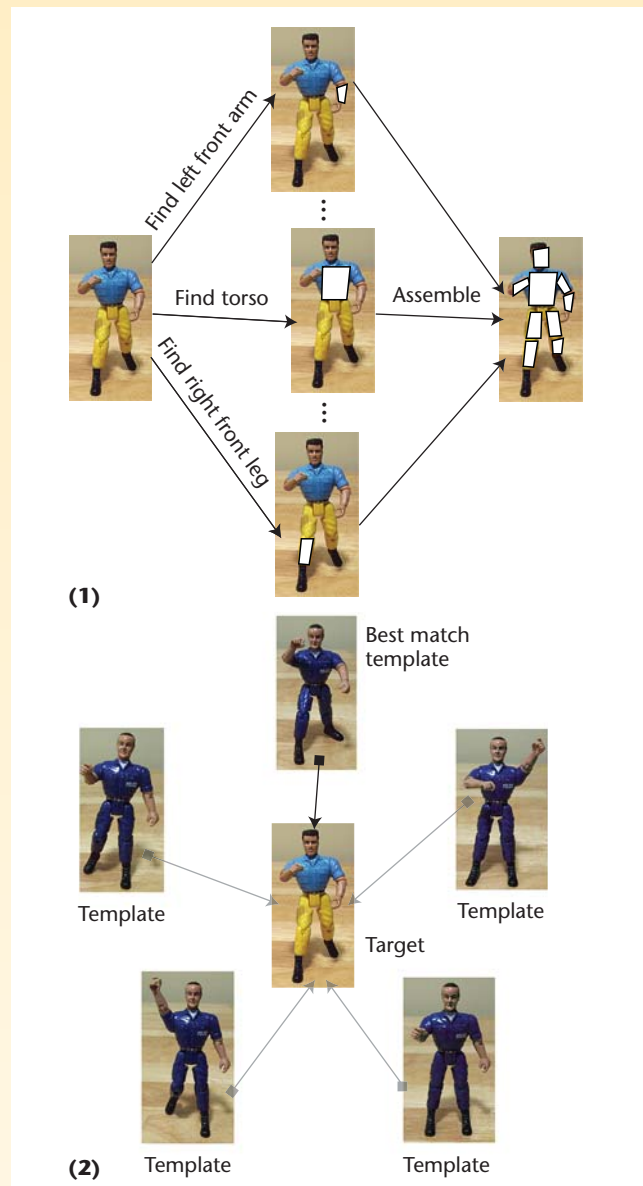 Find left front arm
Find torso
Assemble
Find right front leg
(1)
Best match
template
Template
Template
Target
Template
Template
(2)